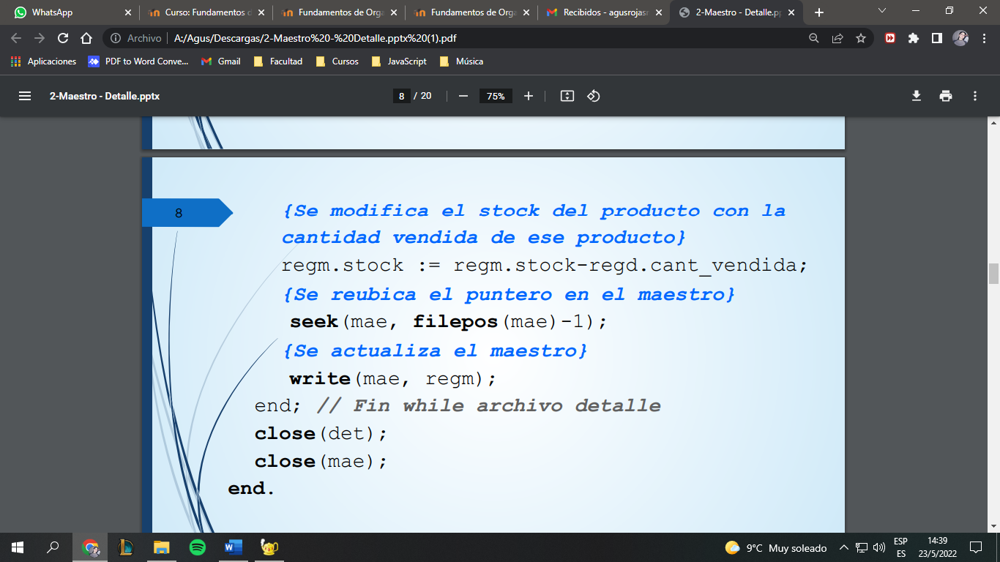 WhatsApp
Curso: Fundamentos d
Fundamentos de Orga
Fundamentos de Orga
Recibidos - agusrojasr
2-Maestro - Detalle.pp
Archivo
A:/Agus/Descargas/2-Maestro%20-%20Detalle.pptx%20(1).pdf
Aplicaciones
PDF to Word Conve...
Gmail
Facultad
Cursos
JavaScript
Música
2-Maestro - Detalle.pptx
8 / 20
75%
8
{Se modifica el stock del producto con la
cantidad vendida de ese producto}
regm.stock := regm.stock-regd.cant_vendida;
{Se reubica el puntero en el maestro}
seek(mae, filepos(mae)-1);
{Se actualiza el maestro}
write(mae, regm);
end; // Fin while archivo detalle
close(det);
close(mae);
end.
9°C Muy soleado
ESP
ES
14:39
23/5/2022